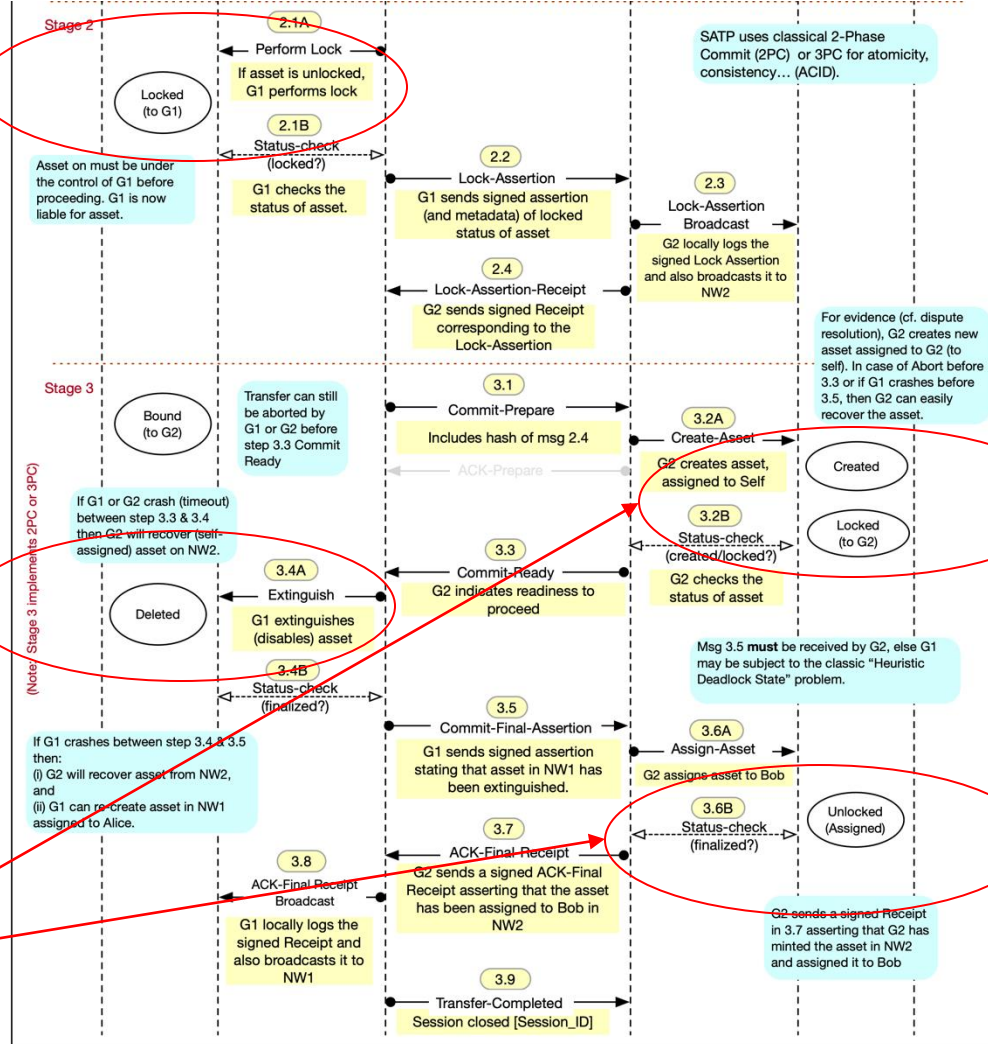 Stage 2
2.1A
Perform Lock
If asset is unlocked,
G1 performs lock
Locked
(to G1)
SATP uses classical 2-Phase
Commit (2PC)  or 3PC for atomicity,
consistency… (ACID).
2.1B
Status-check
(locked?)
G1 checks the
status of asset.
Asset on must be under
the control of G1 before
proceeding. G1 is now
liable for asset.
2.2
Lock-Assertion
G1 sends signed assertion
(and metadata) of locked
status of asset
2.3
Lock-Assertion
Broadcast
G2 locally logs the
signed Lock Assertion
and also broadcasts it to
NW2
2.4
Lock-Assertion-Receipt
G2 sends signed Receipt
corresponding to the
Lock-Assertion
For evidence (cf. dispute
resolution), G2 creates new
asset assigned to G2 (to
self). In case of Abort before
3.3 or if G1 crashes before
3.5, then G2 can easily
recover the asset.
Stage 3
(Note: Stage 3 implements 2PC or 3PC)
Bound
(to G2)
Transfer can still
be aborted by
G1 or G2 before
step 3.3 Commit
Ready
3.1
Commit-Prepare
Includes hash of msg 2.4
ACK-Prepare
3.2A
Create-Asset
G2 creates asset,
assigned to Self
Created
3.2B
Status-check
(created/locked?)
G2 checks the
status of asset
Locked
(to G2)
If G1 or G2 crash (timeout)
between step 3.3 & 3.4
then G2 will recover (self-
assigned) asset on NW2.
3.3
Commit-Ready
G2 indicates readiness to
proceed
3.4A
Extinguish
G1 extinguishes
(disables) asset
Deleted
3.4B
Status-check
(finalized?)
Msg 3.5 must be received by G2, else G1
may be subject to the classic “Heuristic
Deadlock State” problem.
3.5
Commit-Final-Assertion
G1 sends signed assertion
stating that asset in NW1 has
been extinguished.
3.6A
Assign-Asset
G2 assigns asset to Bob
If G1 crashes between step 3.4 & 3.5
then:
(i) G2 will recover asset from NW2,
and
(ii) G1 can re-create asset in NW1
assigned to Alice.
3.6B
Status-check
(finalized?)
Unlocked
(Assigned)
3.7
ACK-Final-Receipt
G2 sends a signed ACK-Final
Receipt asserting that the asset
has been assigned to Bob in
NW2
3.8
ACK-Final Receipt
Broadcast
G1 locally logs the
signed Receipt and
also broadcasts it to
NW1
G2 sends a signed Receipt
in 3.7 asserting that G2 has
minted the asset in NW2
and assigned it to Bob
3.9
Transfer-Completed
Session closed [Session_ID]